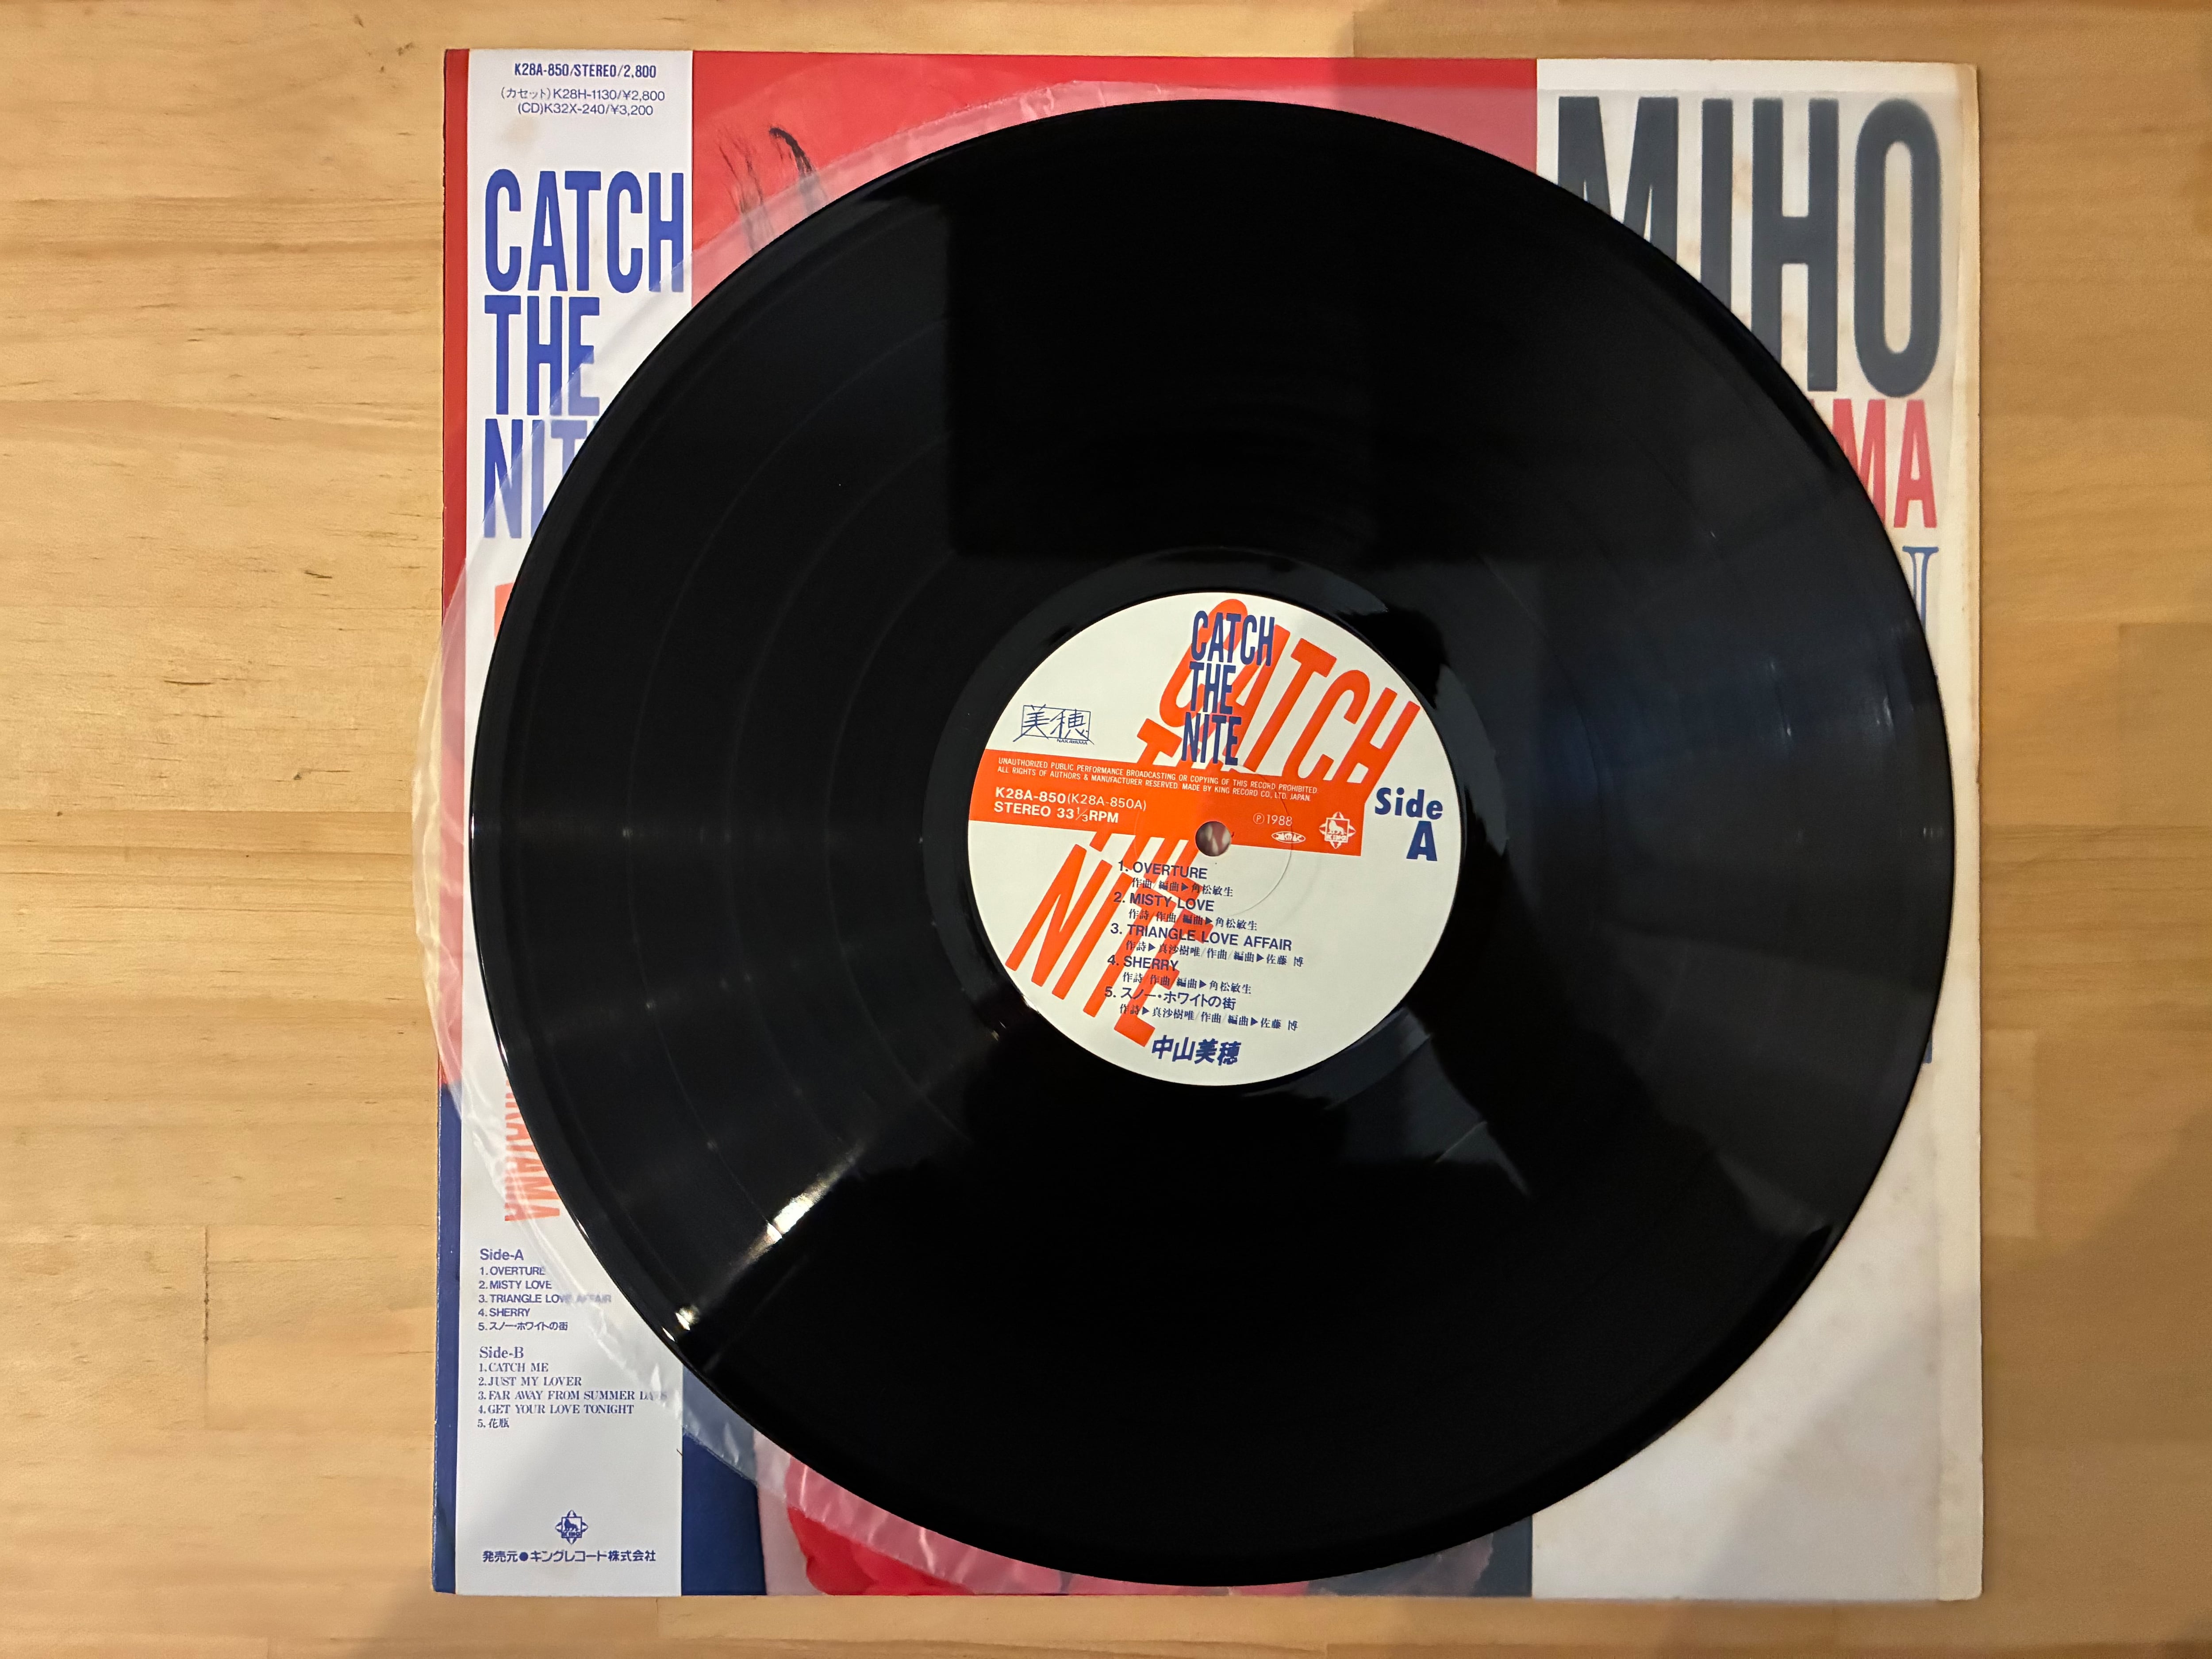 K28A-850/STEREO/2,800
(カセット)K28H-1130/¥2,800
(CD)K32X-240/¥3,200
CATCH
THE
NIT
Side-A
1.OVERTURE
2.MISTY LOVE
3.TRIANGLE LOVE AFFAIR
4.SHERRY
5.スノー・ホワイトの街
Side-B
1.CATCH ME
2.JUST MY LOVER
3.FAR AWAY FROM SUMMER DAYS
4.GET YOUR LOVE TONIGHT
5.花瓶
発売元●キングレコード株式会社
MIHO
MA
CATCH
THE
NITE
CATCH
THE
NITE
美穂
NAKAYAMA
UNAUTHORIZED PUBLIC PERFORMANCE BROADCASTING OR COPYING OF THIS RECORD PROHIBITED
ALL RIGHTS OF AUTHORS & MANUFACTURER RESERVED. MADE BY KING RECORD CO., LTD. JAPAN
K28A-850(K28A-850A)
STEREO 33⅓RPM
Ⓟ1988
Side
A
1. OVERTURE
作曲/編曲▶角松敏生
2. MISTY LOVE
作詩/作曲/編曲▶角松敏生
3. TRIANGLE LOVE AFFAIR
作詩▶真沙樹唯/作曲/編曲▶佐藤 博
4. SHERRY
作詩/作曲/編曲▶角松敏生
5. スノー・ホワイトの街
作詩▶真沙樹唯/作曲/編曲▶佐藤 博
中山美穂